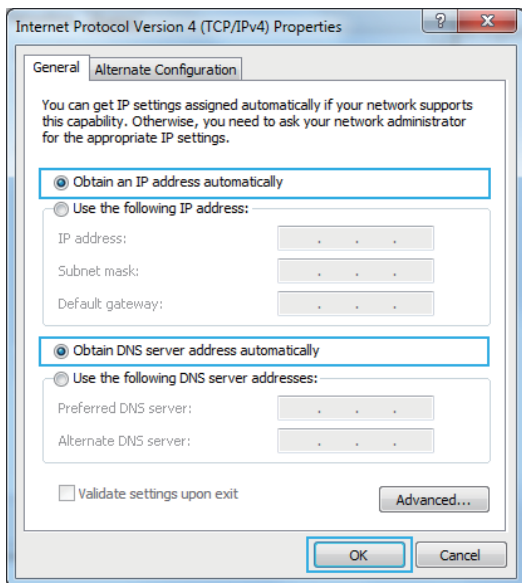 Internet Protocol Version 4 (TCP/IPv4) Properties
General
Alternate Configuration
You can get IP settings assigned automatically if your network supports
this capability. Otherwise, you need to ask your network administrator
for the appropriate IP settings.
Obtain an IP address automatically
Use the following IP address:
IP address:
Subnet mask:
Default gateway:
Obtain DNS server address automatically
Use the following DNS server addresses:
Preferred DNS server:
Alternate DNS server:
Validate settings upon exit
Advanced...
OK
Cancel